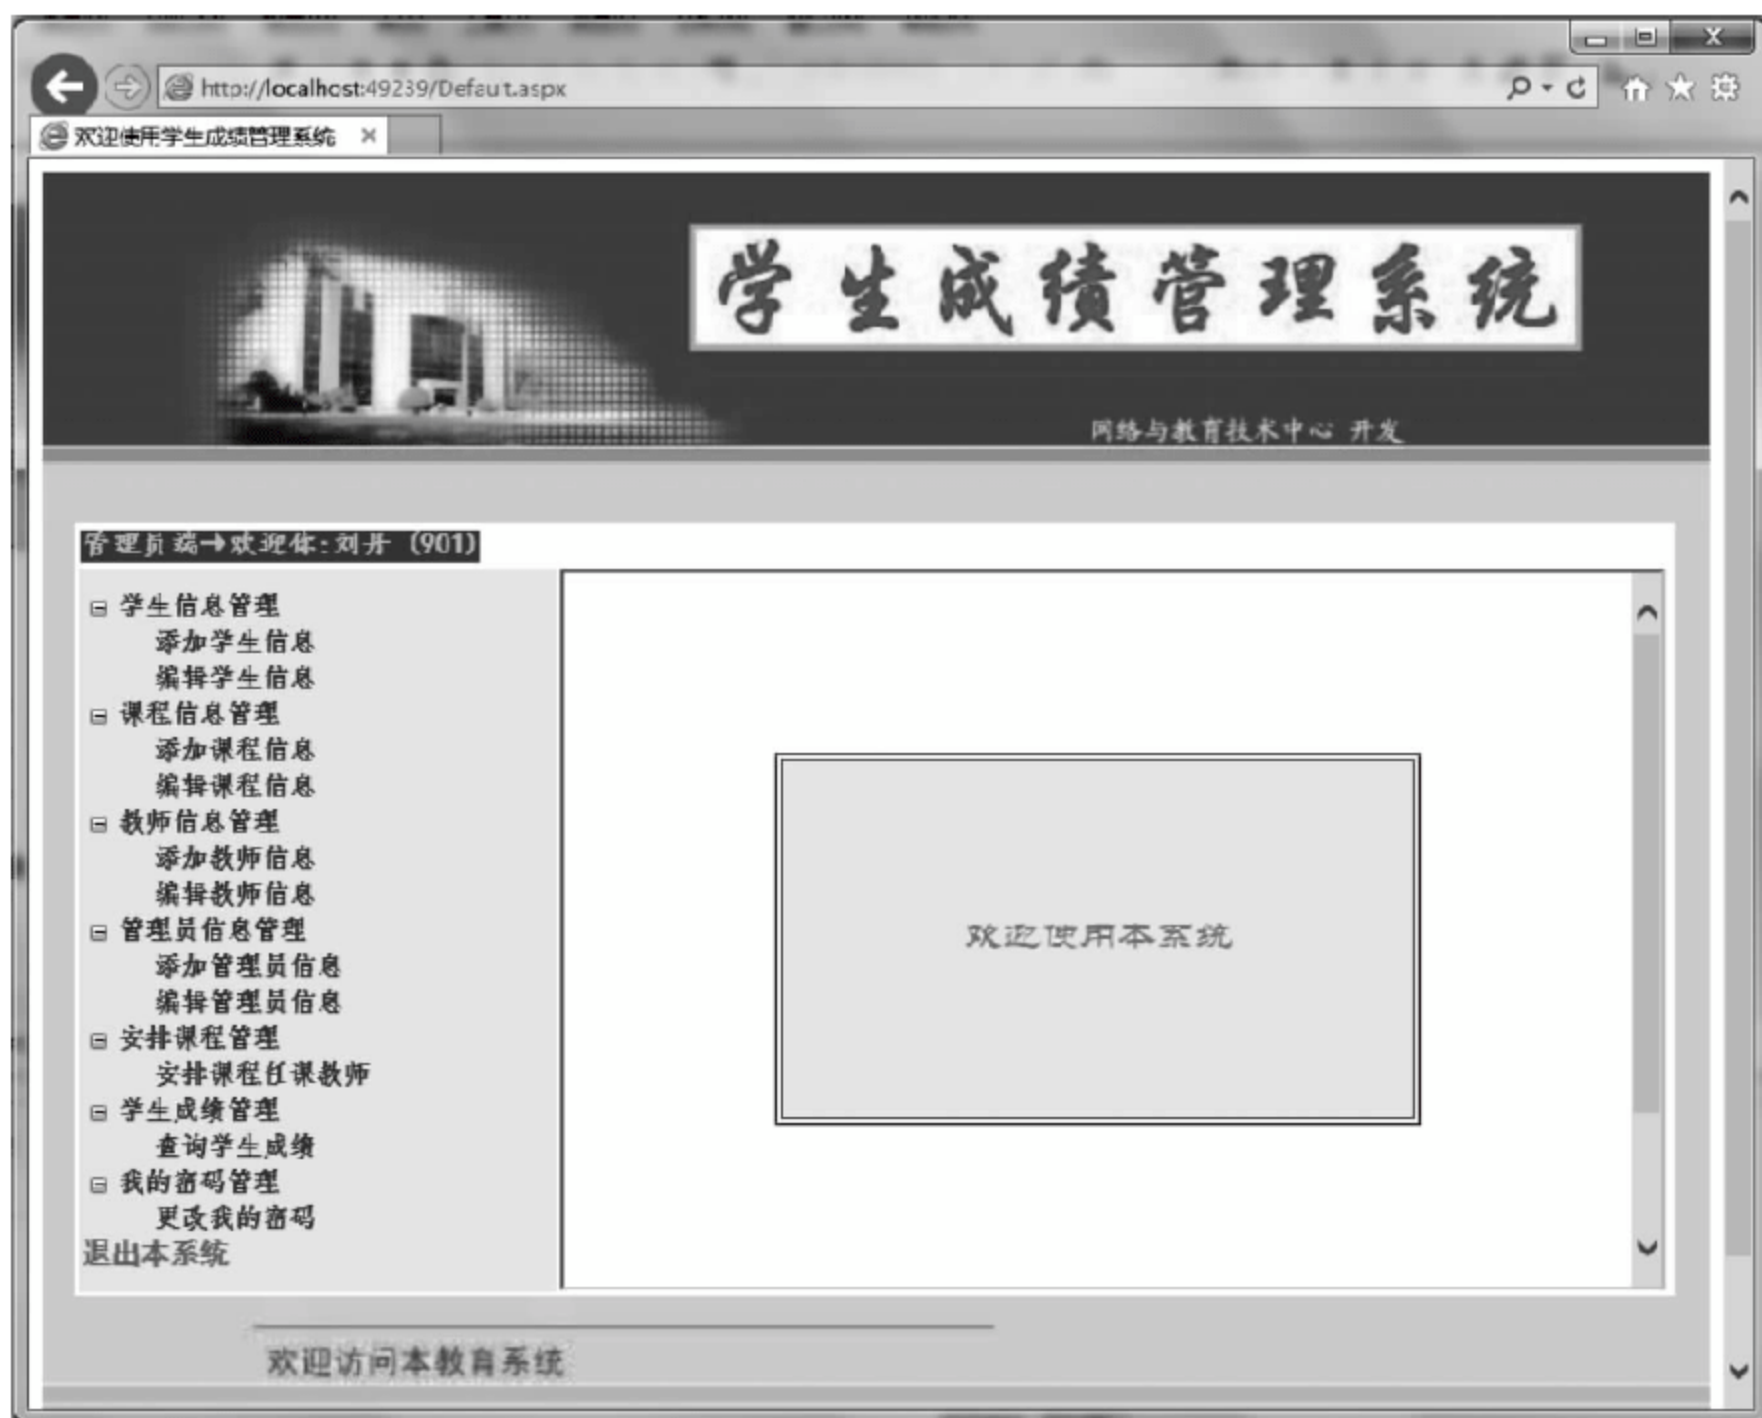 http://localhost:49239/Default.aspx
欢迎使用学生成绩管理系统
学生成绩管理系统
网络与教育技术中心 开发
管理员端→欢迎你:刘丹 (901)
学生信息管理
添加学生信息
编辑学生信息
课程信息管理
添加课程信息
编辑课程信息
教师信息管理
添加教师信息
编辑教师信息
管理员信息管理
添加管理员信息
编辑管理员信息
安排课程管理
安排课程任课教师
学生成绩管理
查询学生成绩
我的密码管理
更改我的密码
退出本系统
欢迎使用本系统
欢迎访问本教育系统